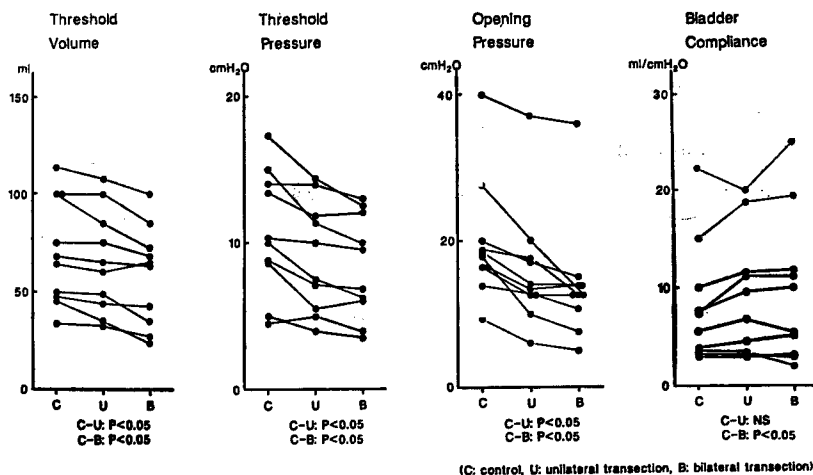 Threshold
Volume
ml
150
100
50
0
C U B
C-U: P<0.05
C-B: P<0.05
Threshold
Pressure
cmH₂O
20
10
0
C U B
C-U: P<0.05
C-B: P<0.05
Opening
Pressure
cmH₂O
40
20
0
C U B
C-U: P<0.05
C-B: P<0.05
Bladder
Compliance
ml/cmH₂O
30
20
10
0
C U B
C-U: NS
C-B: P<0.05
(C: control, U: unilateral transection, B: bilateral transection)